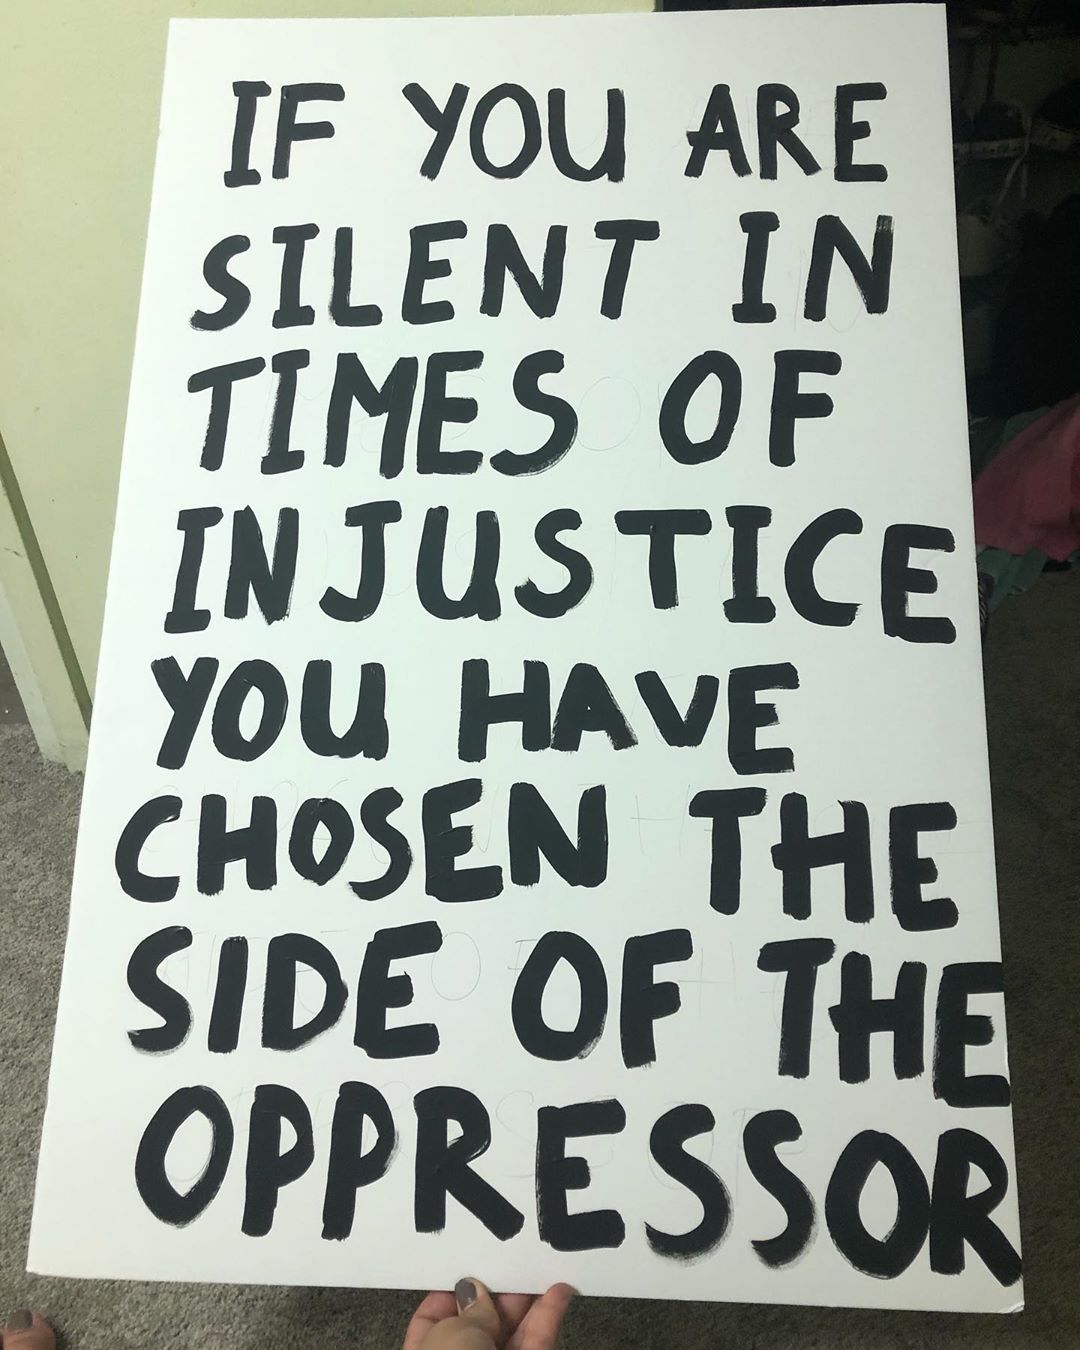 IF YOU ARE
SILENT IN
TIMES OF
INJUSTICE
YOU HAVE
CHOSEN THE
SIDE OF THE
OPPRESSOR